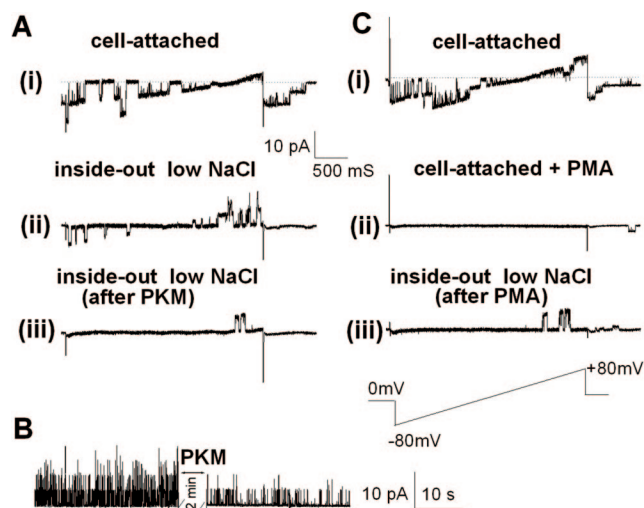 A
cell-attached
(i)
10 pA
500 mS
inside-out low NaCl
(ii)
inside-out low NaCl
(after PKM)
(iii)
B
PKM
2 min
10 pA
10 s
C
cell-attached
(i)
cell-attached + PMA
(ii)
inside-out low NaCl
(after PMA)
(iii)
0mV
+80mV
-80mV